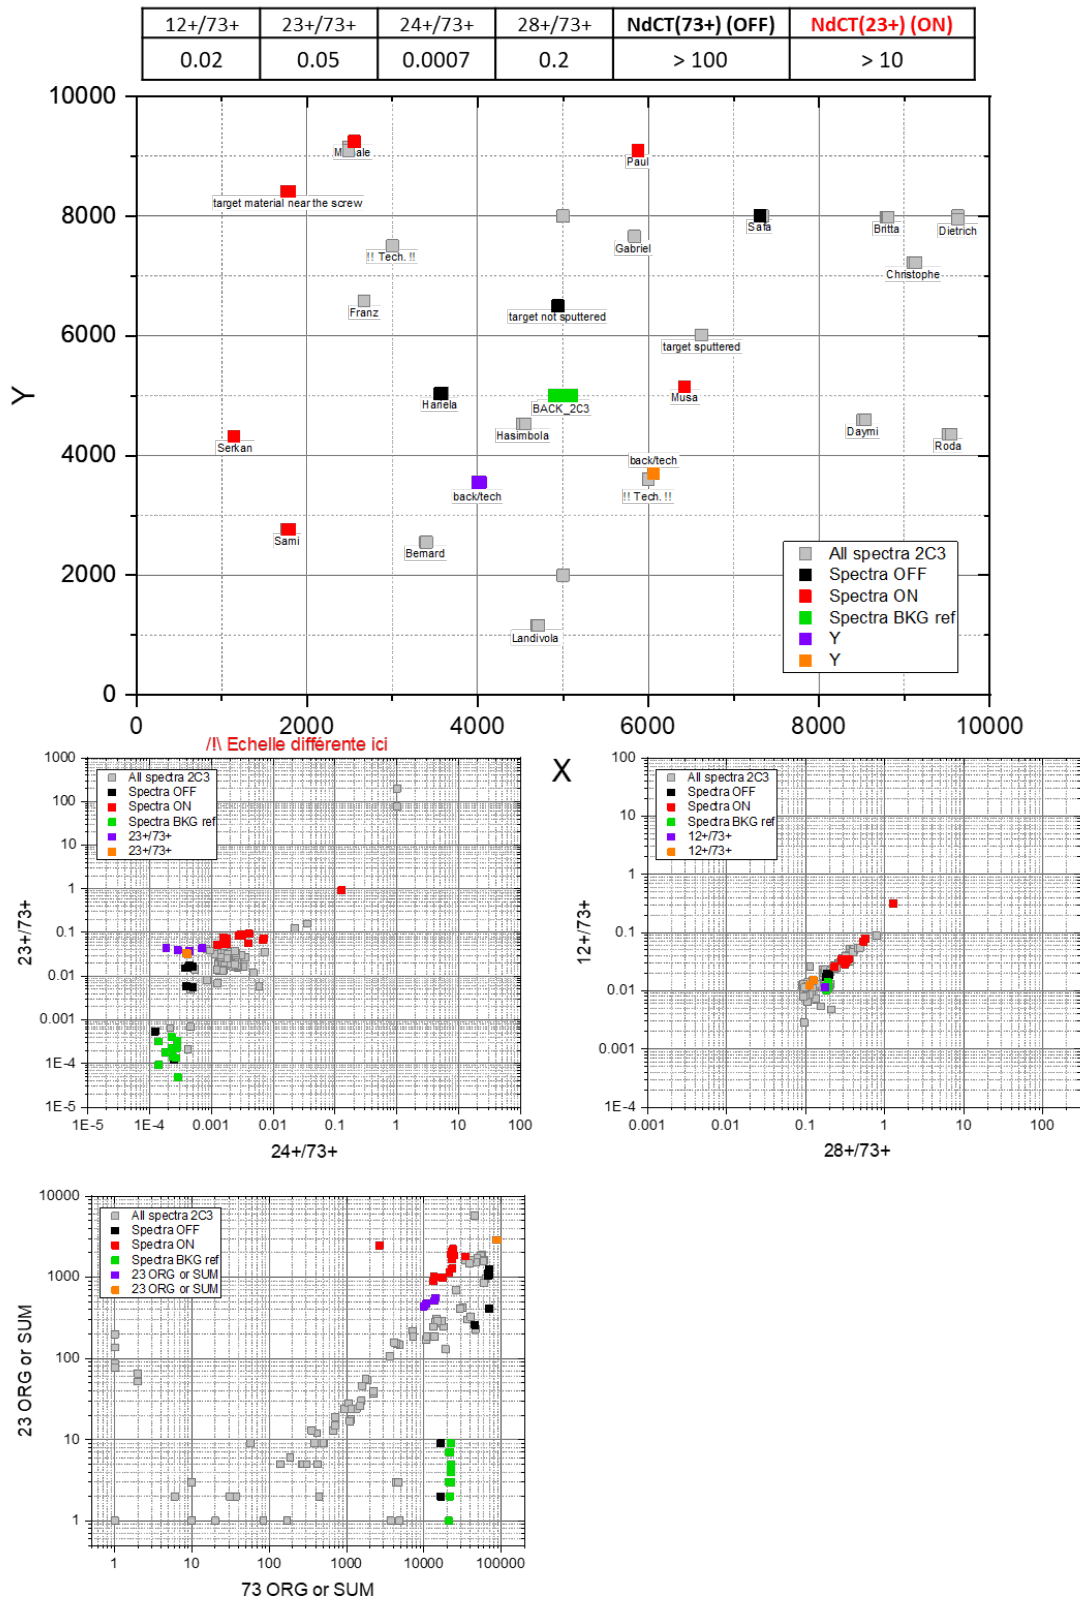 12+/73+ 23+/73+ 24+/73+ 28+/73+ NdCT(73+) (OFF) NdCT(23+) (ON)
0.02 0.05 0.0007 0.2 > 100 > 10
10000
8000
6000
4000
2000
0
Y
Paul
target material near the screw
Safa
Britta
Dietrich
Gabriel
!! Tech. !!
Christophe
Franz
target not sputtered
target sputtered
Hanela
BACK_2C3
Musa
Hasimbola
Daymi
Roda
Serkan
back/tech
back/tech
!! Tech. !!
Sami
Bernard
Landivola
All spectra 2C3
Spectra OFF
Spectra ON
Spectra BKG ref
Y
Y
0 2000 4000 6000 8000 10000
X
/!\ Echelle différente ici
1000
100
10
1
0.1
0.01
0.001
1E-4
1E-5
23+/73+
All spectra 2C3
Spectra OFF
Spectra ON
Spectra BKG ref
23+/73+
23+/73+
1E-5 1E-4 0.001 0.01 0.1 1 10 100
24+/73+
100
10
1
0.1
0.01
0.001
1E-4
12+/73+
All spectra 2C3
Spectra OFF
Spectra ON
Spectra BKG ref
12+/73+
12+/73+
0.001 0.01 0.1 1 10 100
28+/73+
10000
1000
100
10
1
23 ORG or SUM
All spectra 2C3
Spectra OFF
Spectra ON
Spectra BKG ref
23 ORG or SUM
23 ORG or SUM
1 10 100 1000 10000 100000
73 ORG or SUM